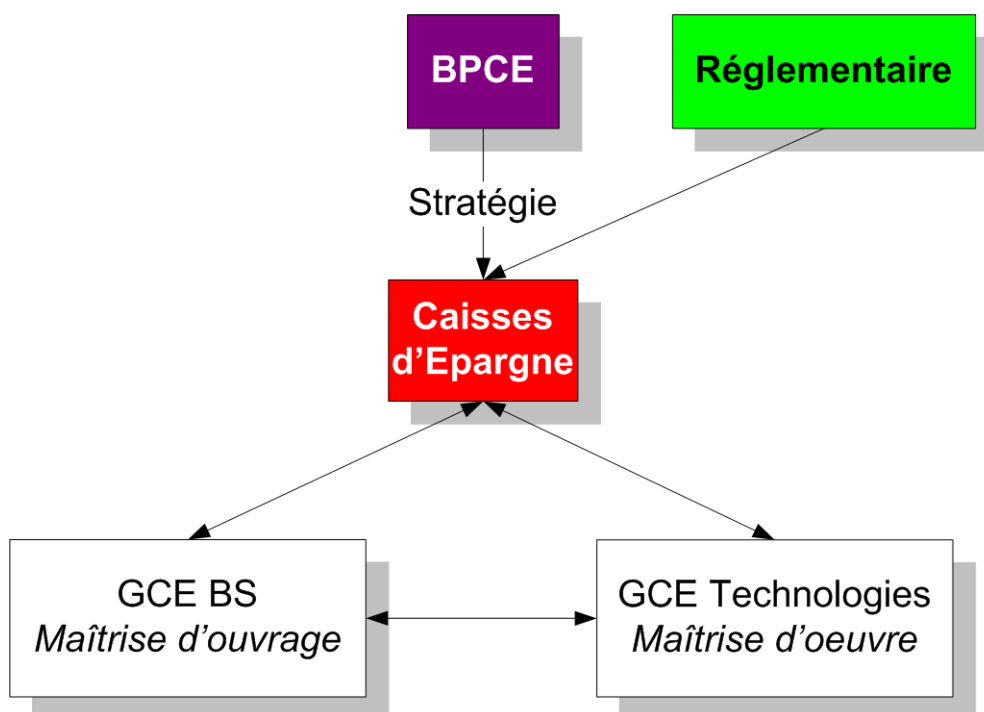 BPCE
Réglementaire
Stratégie
Caisses
d’Epargne
GCE BS
Maîtrise d’ouvrage
GCE Technologies
Maîtrise d’oeuvre